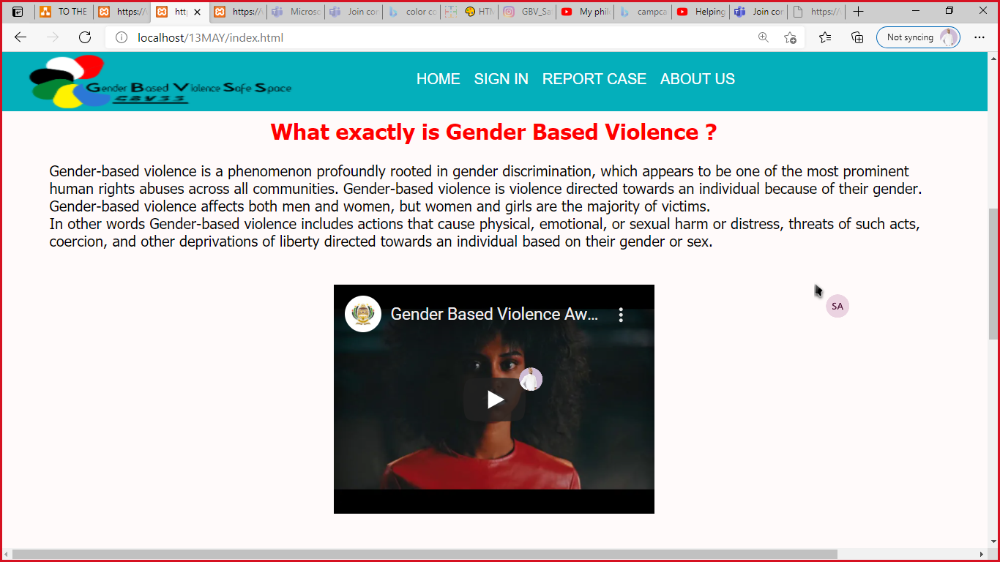 TO THE
https://
htt
https://
Microso
Join cor
color co
HTM
GBV_Sa
My phil
campca
Helping
Join cor
https://
localhost/13MAY/index.html
Not syncing
Gender Based Violence Safe Space
GBVSS
HOME SIGN IN REPORT CASE ABOUT US
What exactly is Gender Based Violence ?
Gender-based violence is a phenomenon profoundly rooted in gender discrimination, which appears to be one of the most prominent
human rights abuses across all communities. Gender-based violence is violence directed towards an individual because of their gender.
Gender-based violence affects both men and women, but women and girls are the majority of victims.
In other words Gender-based violence includes actions that cause physical, emotional, or sexual harm or distress, threats of such acts,
coercion, and other deprivations of liberty directed towards an individual based on their gender or sex.
SA
Gender Based Violence Aw...